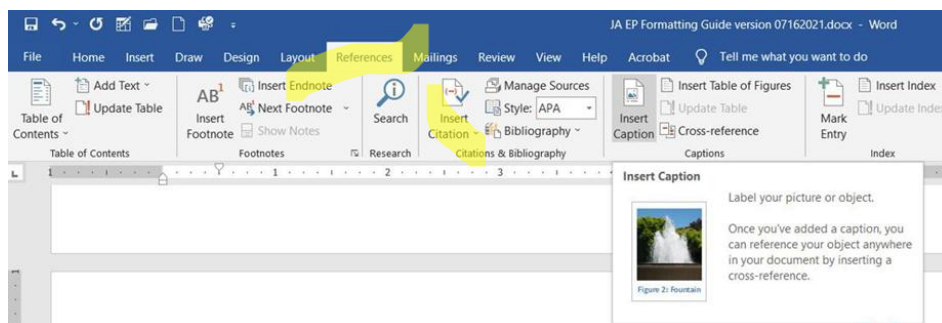 JA EP Formatting Guide version 07162021.docx - Word
File Home Insert Draw Design Layout References Mailings Review View Help Acrobat Tell me what you want to do
Table of Contents
Add Text
Update Table
Table of Contents
AB1 Insert Footnote
Insert Endnote
Next Footnote
Show Notes
Footnotes
Search
Research
Insert Citation
Manage Sources
Style: APA
Bibliography
Citations & Bibliography
Insert Caption
Insert Table of Figures
Update Table
Cross-reference
Captions
Mark Entry
Insert Index
Update Index
Index
1 1 2 3
Insert Caption
Label your picture or object.
Once you've added a caption, you
can reference your object anywhere
in your document by inserting a
cross-reference.
Figure 2: Fountain